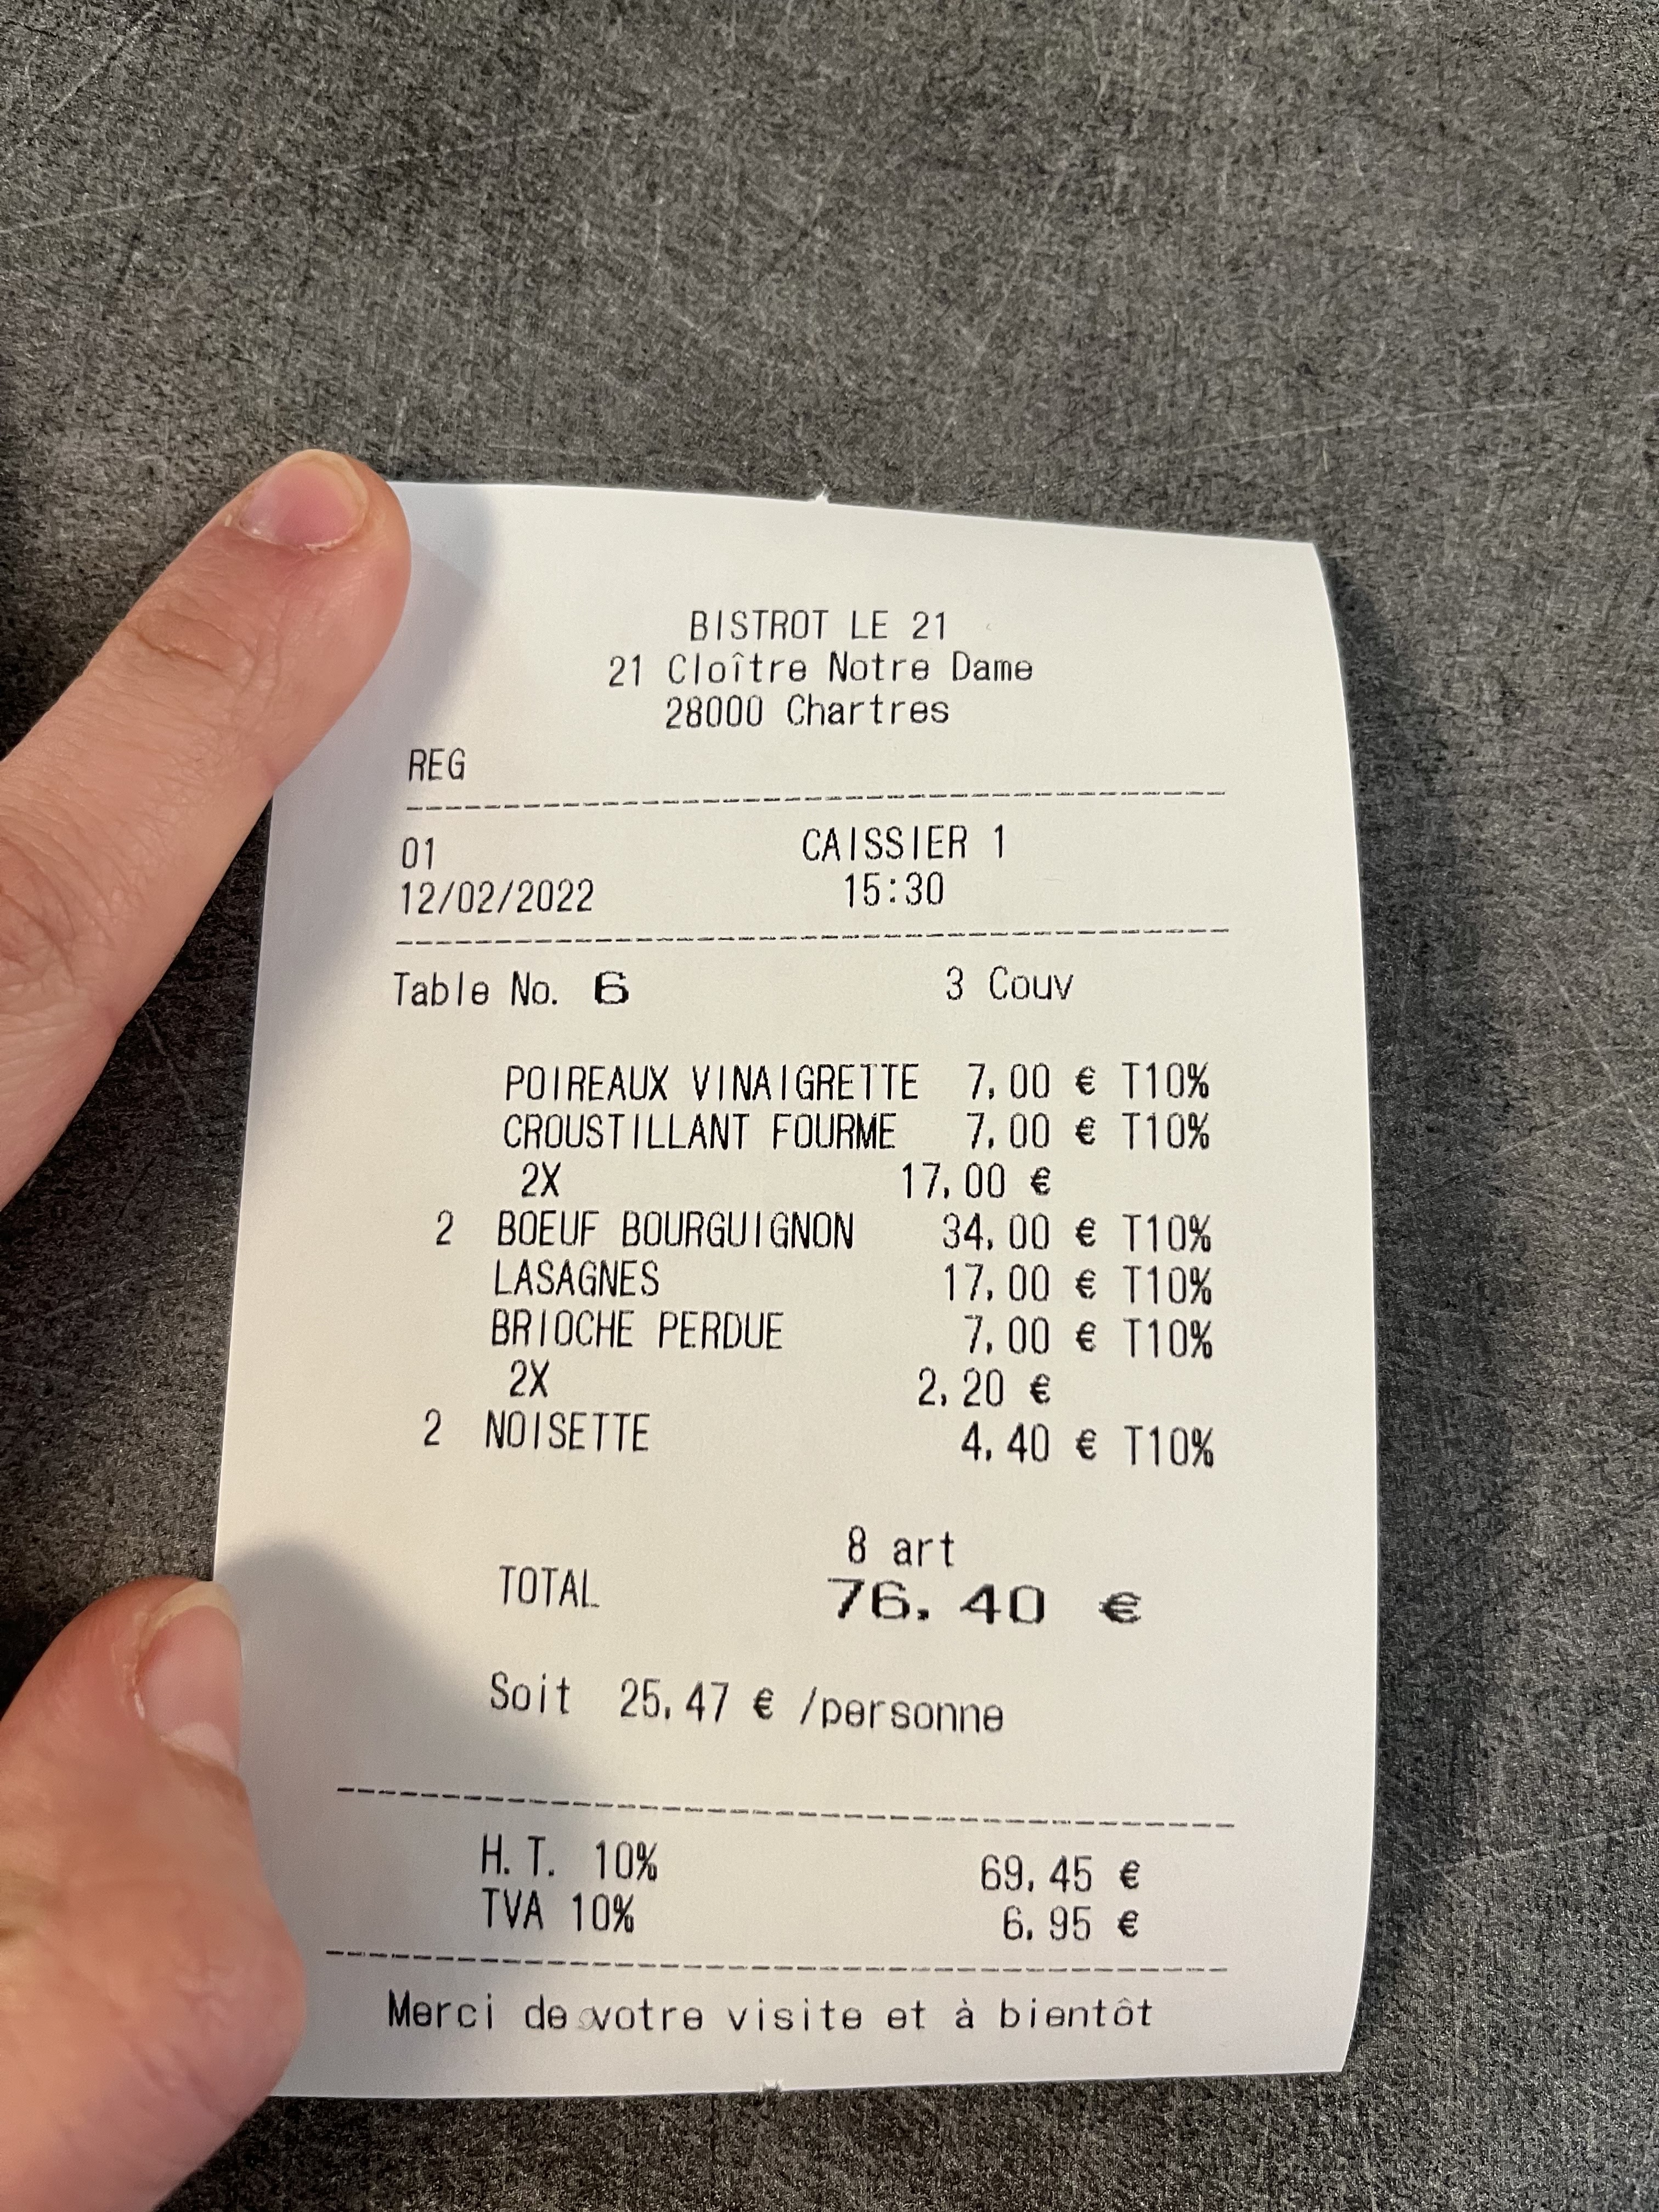 BISTROT LE 21
21 Cloître Notre Dame
28000 Chartres
REG
01 CAISSIER 1
12/02/2022 15:30
Table No. 6 3 Couv
POIREAUX VINAIGRETTE 7,00 € T10%
CROUSTILLANT FOURME 7,00 € T10%
2X 17,00 €
2 BOEUF BOURGUIGNON 34,00 € T10%
LASAGNES 17,00 € T10%
BRIOCHE PERDUE 7,00 € T10%
2X 2,20 €
2 NOISETTE 4,40 € T10%
8 art
TOTAL 76.40 €
Soit 25,47 € /personne
H.T. 10% 69,45 €
TVA 10% 6,95 €
Merci de votre visite et à bientôt